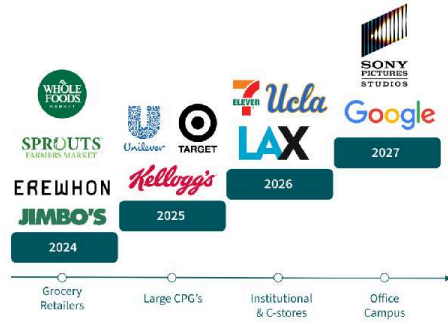 WHOLE
FOODS
MARKET
SPROUTS
FARMERS MARKET
EREWHON
JIMBO'S
2024
Grocery
Retailers
Unilever
TARGET
Kellogg's
2025
Large CPG's
7
ELEVEN
Ucla
LAX
2026
Institutional
& C-stores
SONY
PICTURES
STUDIOS
Google
2027
Office
Campus